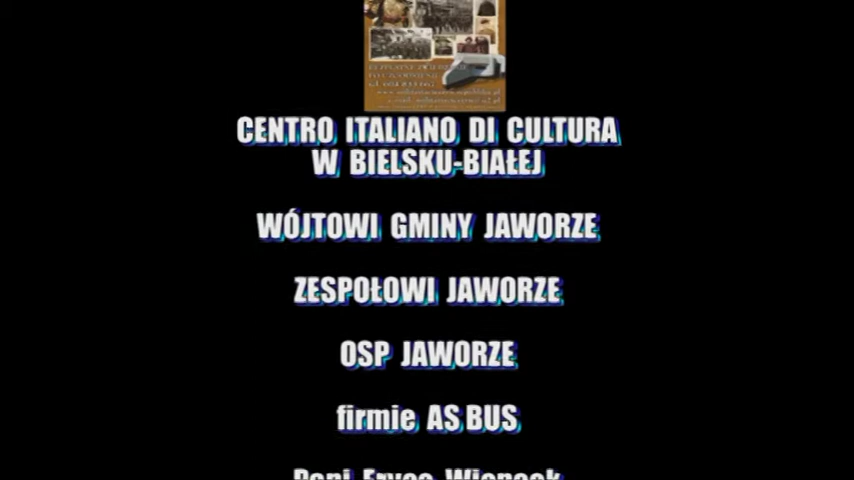 CENTRO ITALIANO DI CULTURA
W BIELSKU-BIAŁEJ
WÓJTOWI GMINY JAWORZE
ZESPOŁOWI JAWORZE
OSP JAWORZE
firmie AS BUS